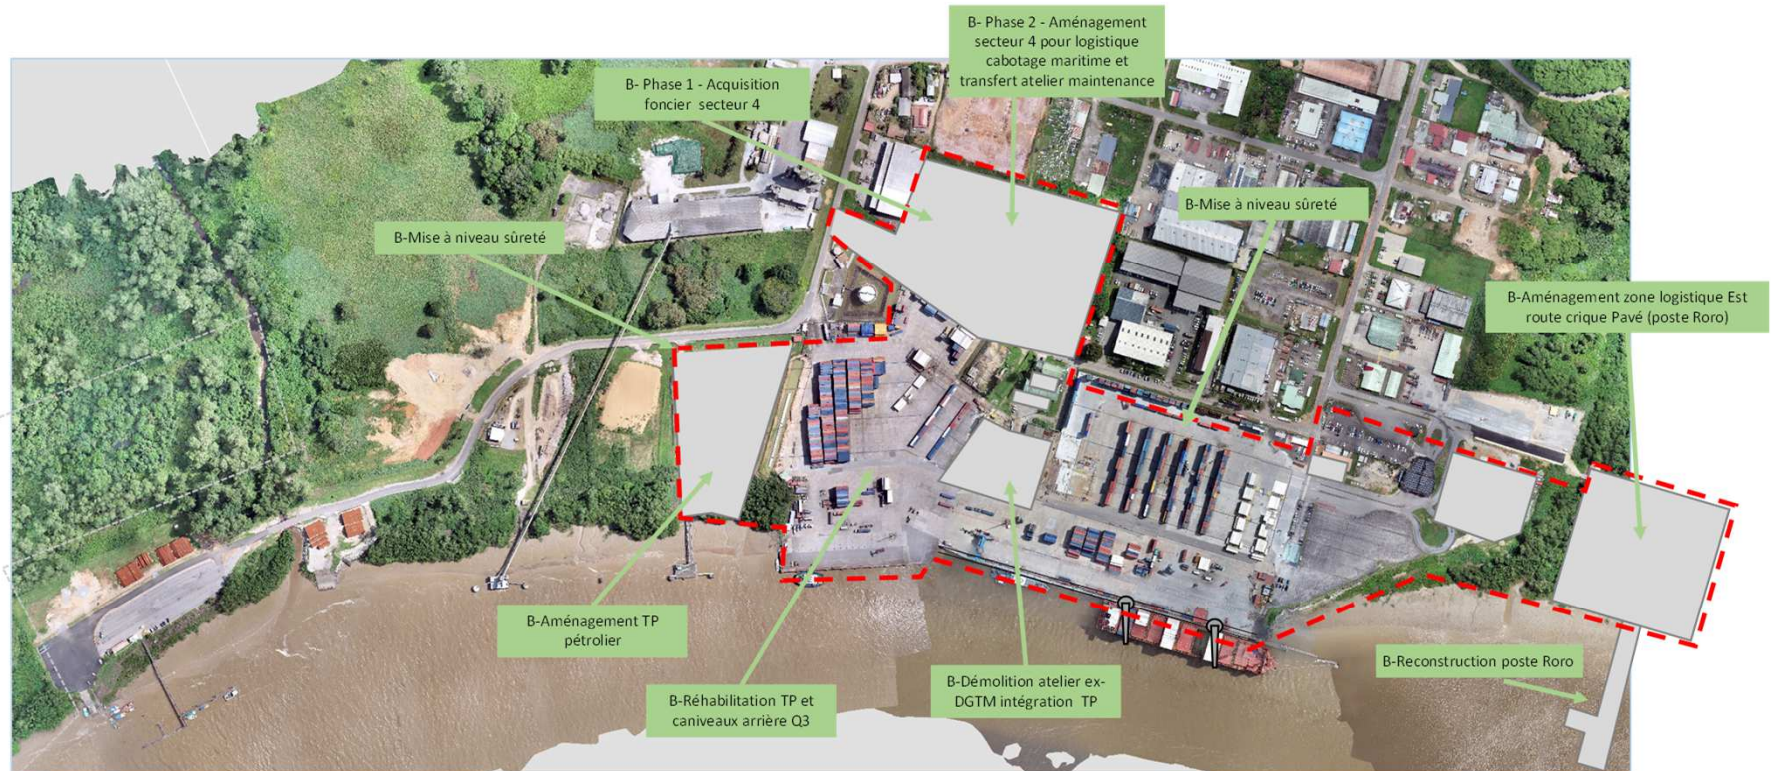 B- Phase 2 - Aménagement
secteur 4 pour logistique
cabotage maritime et
transfert atelier maintenance
B- Phase 1 - Acquisition
foncier secteur 4
B-Mise à niveau sûreté
B-Mise à niveau sûreté
B-Aménagement zone logistique Est
route crique Pavé (poste Roro)
B-Aménagement TP
pétrolier
B-Réhabilitation TP et
caniveaux arrière Q3
B-Démolition atelier ex-
DGTM intégration TP
B-Reconstruction poste Roro